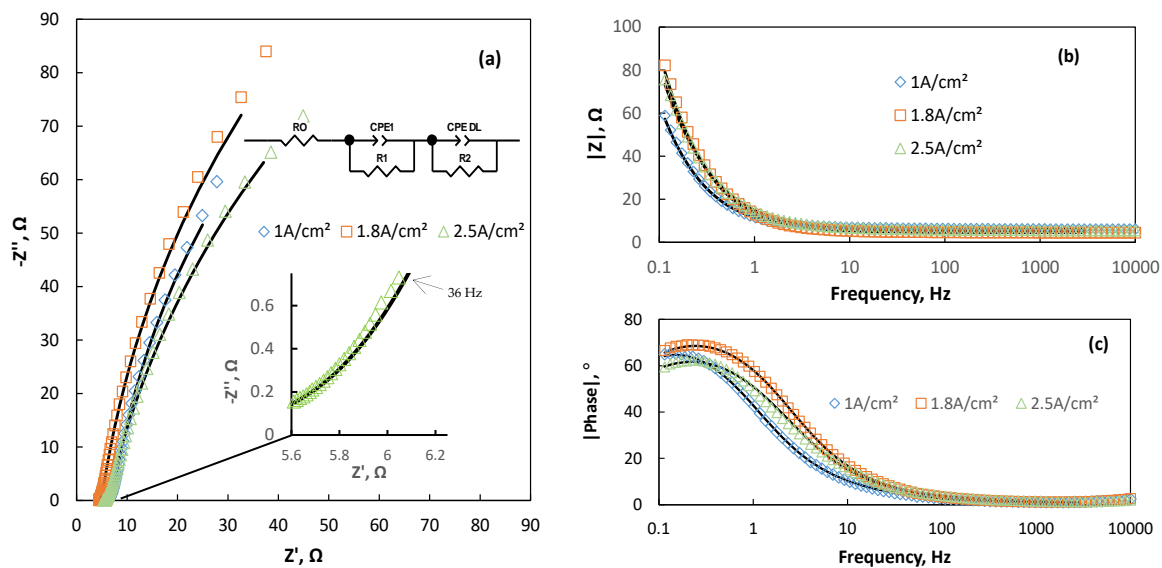 (a)
90
80
70
60
50
40
30
20
10
0
-Z'', Ω
0 10 20 30 40 50 60 70 80 90
Z', Ω
R0 CPE1 CPE DL
R1 R2
1A/cm² 1.8A/cm² 2.5A/cm²
0.6
0.4
0.2
0
-Z'', Ω
36 Hz
5.6 5.8 6 6.2
Z', Ω
(b)
100
80
60
40
20
0
|Z|, Ω
1A/cm²
1.8A/cm²
2.5A/cm²
0.1 1 10 100 1000 10000
Frequency, Hz
(c)
80
60
40
20
0
|Phase|, °
1A/cm² 1.8A/cm² 2.5A/cm²
0.1 1 10 100 1000 10000
Frequency, Hz